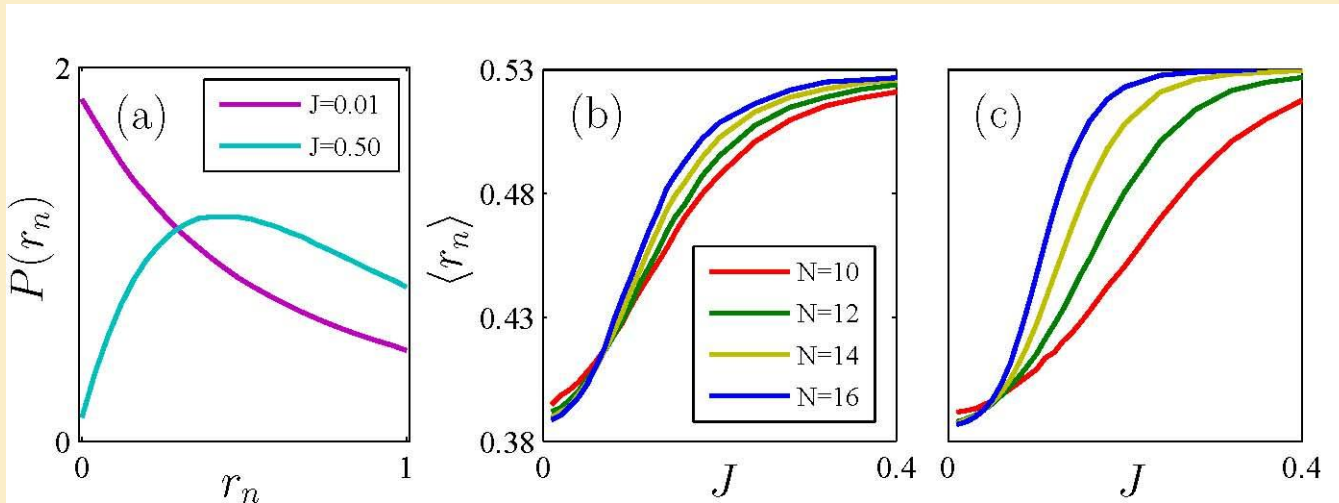 (a)
J=0.01
J=0.50
P(r_n)
2
0
0
1
r_n
(b)
⟨r_n⟩
0.53
0.48
0.43
0.38
N=10
N=12
N=14
N=16
0
0.4
J
(c)
0
0.4
J